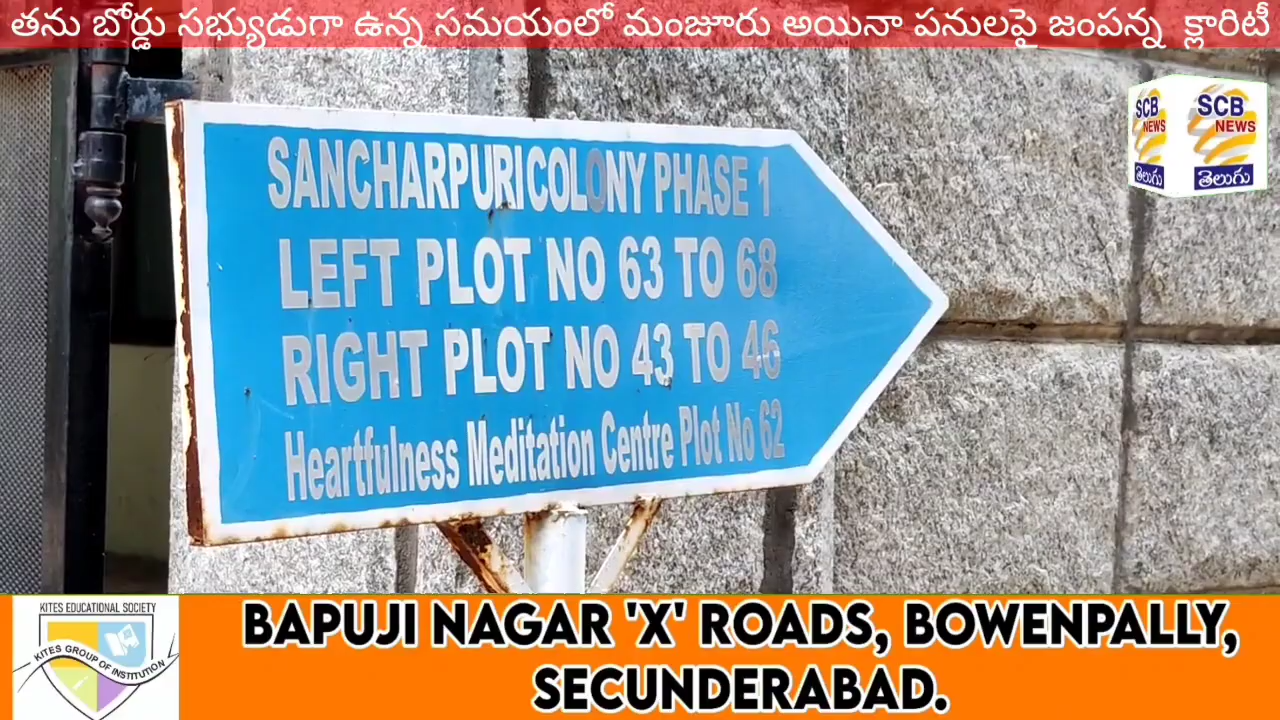 తను బోర్డు సభ్యుడుగా ఉన్న సమయంలో మంజూరు అయినా పనులపై జంపన్న క్లారిటీ
SCB
NEWS
తెలుగు
SCB
NEWS
తెలుగు
SANCHARPURICOLONY PHASE 1
LEFT PLOT NO 63 TO 68
RIGHT PLOT NO 43 TO 46
Heartfulness Meditation Centre Plot No 62
KITES EDUCATIONAL SOCIETY
KITES GROUP OF INSTITUTION
BAPUJI NAGAR 'X' ROADS, BOWENPALLY,
SECUNDERABAD.